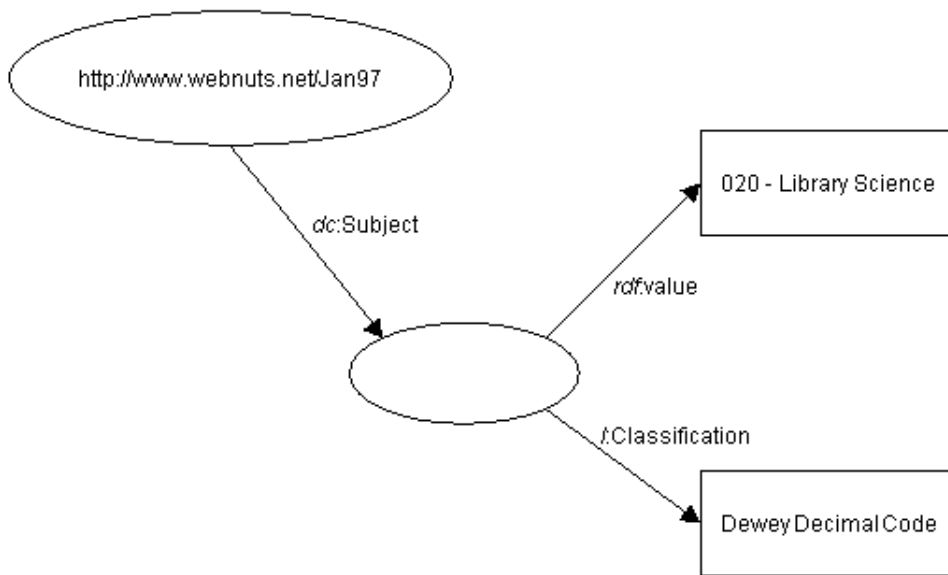 http://www.webnuts.net/Jan97
020 - Library Science
dc:Subject
rdf:value
l:Classification
Dewey Decimal Code